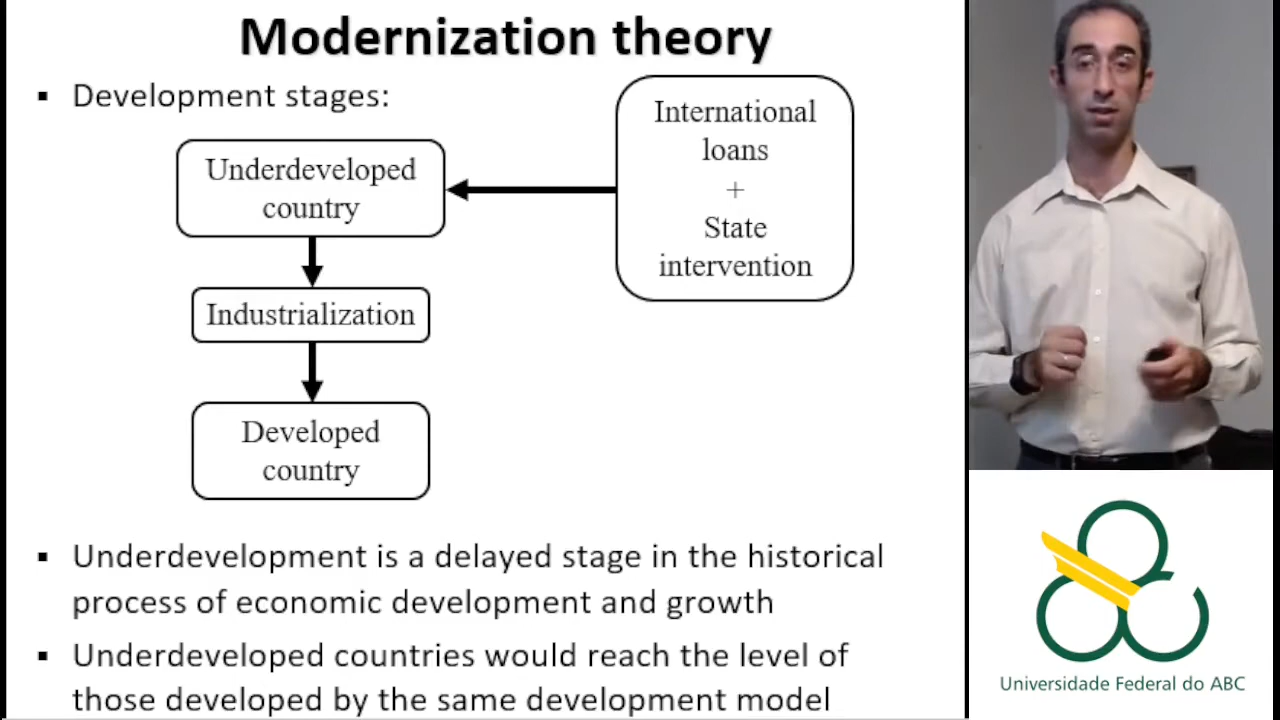 Modernization theory
▪ Development stages:
International
loans
+
State
intervention
Underdeveloped
country
Industrialization
Developed
country
▪ Underdevelopment is a delayed stage in the historical
process of economic development and growth
▪ Underdeveloped countries would reach the level of
those developed by the same development model
Universidade Federal do ABC